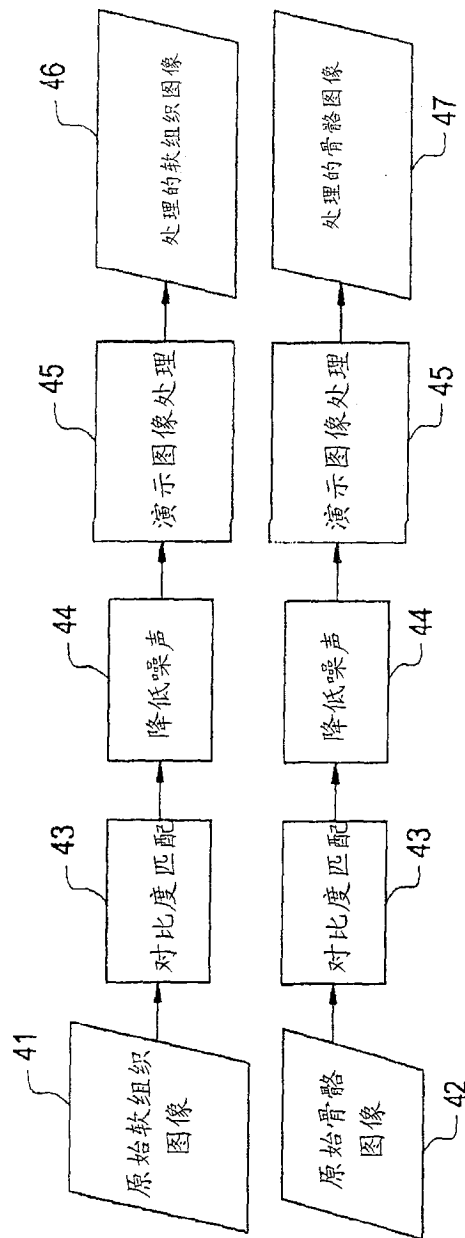 41
原始软组织
图像
43
对比度匹配
44
降低噪声
45
演示图像处理
46
处理的软组织图像
42
原始骨骼
图像
43
对比度匹配
44
降低噪声
45
演示图像处理
47
处理的骨骼图像